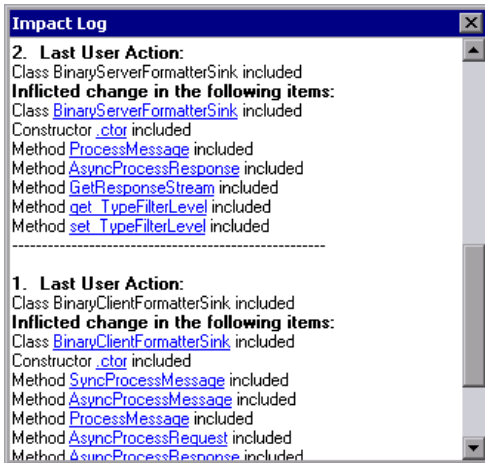 Impact Log
2. Last User Action:
Class BinaryServerFormatterSink included
Inflicted change in the following items:
Class BinaryServerFormatterSink included
Constructor .ctor included
Method ProcessMessage included
Method AsyncProcessResponse included
Method GetResponseStream included
Method get_TypeFilterLevel included
Method set_TypeFilterLevel included
----------------------------------------------------
1. Last User Action:
Class BinaryClientFormatterSink included
Inflicted change in the following items:
Class BinaryClientFormatterSink included
Constructor .ctor included
Method SyncProcessMessage included
Method AsyncProcessMessage included
Method ProcessMessage included
Method AsyncProcessRequest included
Method AsyncProcessResponse included